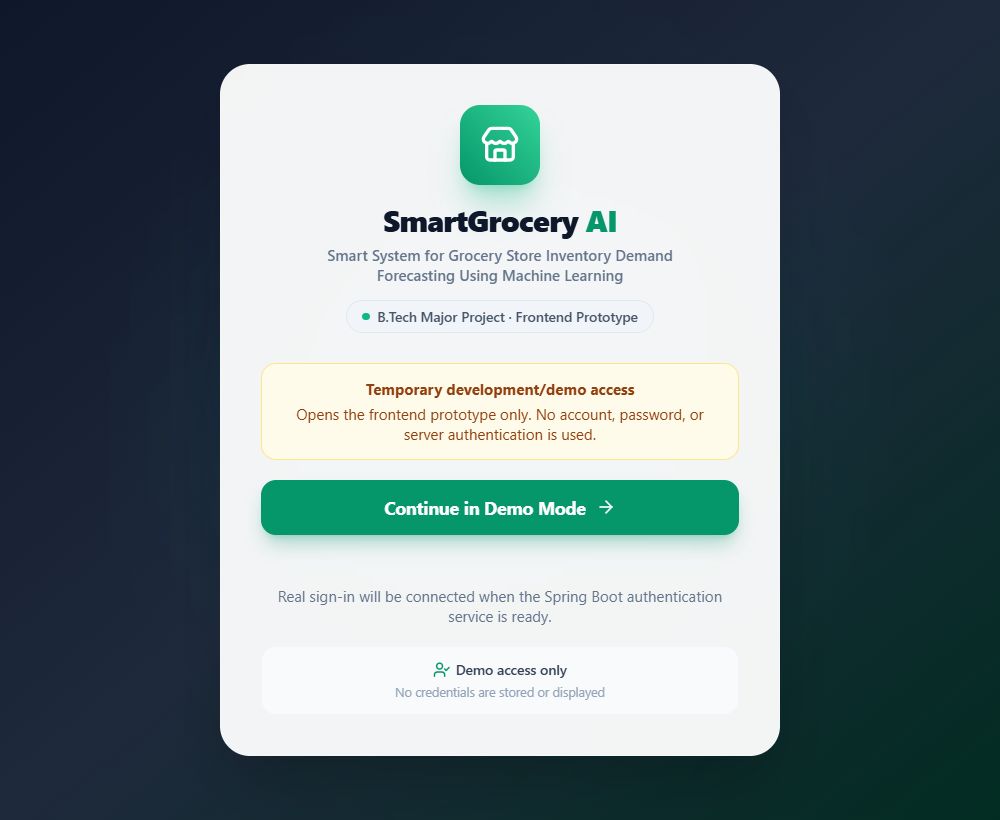 SmartGrocery AI
Smart System for Grocery Store Inventory Demand
Forecasting Using Machine Learning
B.Tech Major Project · Frontend Prototype
Temporary development/demo access
Opens the frontend prototype only. No account, password, or
server authentication is used.
Continue in Demo Mode →
Real sign-in will be connected when the Spring Boot authentication
service is ready.
Demo access only
No credentials are stored or displayed